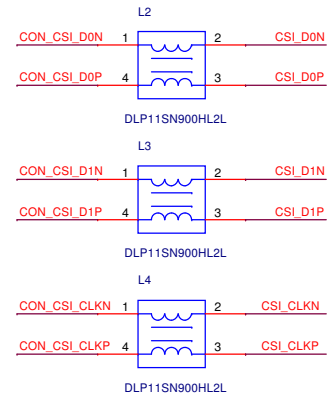 L2
CON_CSI_D0N 1 2 CSI_D0N
CON_CSI_D0P 4 3 CSI_D0P
DLP11SN900HL2L
L3
CON_CSI_D1N 1 2 CSI_D1N
CON_CSI_D1P 4 3 CSI_D1P
DLP11SN900HL2L
L4
CON_CSI_CLKN 1 2 CSI_CLKN
CON_CSI_CLKP 4 3 CSI_CLKP
DLP11SN900HL2L